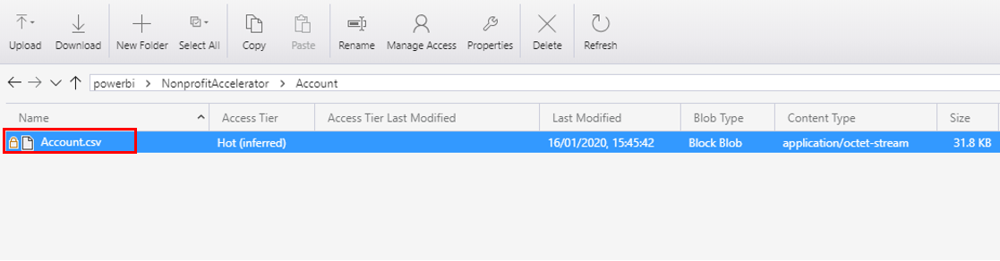 Upload Download New Folder Select All Copy Paste Rename Manage Access Properties Delete Refresh
powerbi NonprofitAccelerator Account
Name Access Tier Access Tier Last Modified Last Modified Blob Type Content Type Size
Account.csv Hot (inferred) 16/01/2020, 15:45:42 Block Blob application/octet-stream 31.8 KB